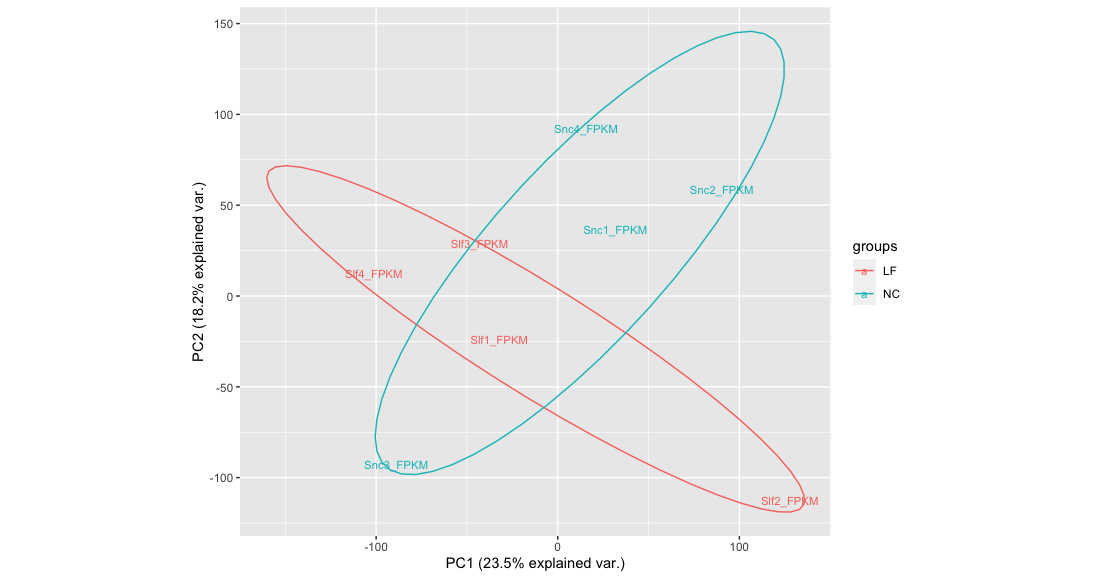 150
100
50
0
-50
-100
PC2 (18.2% explained var.)
Snc4_FPKM
Snc2_FPKM
Snc1_FPKM
Slf3_FPKM
Slf4_FPKM
Slf1_FPKM
Snc3_FPKM
Slf2_FPKM
-100 0 100
PC1 (23.5% explained var.)
groups
a LF
a NC